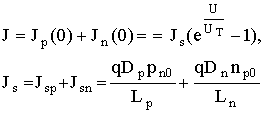 J = J_p(0) + J_n(0) = = J_s(e^{U/U_T} − 1),
J_s = J_sp + J_sn = qD_p p_n0 / L_p + qD_n n_p0 / L_n